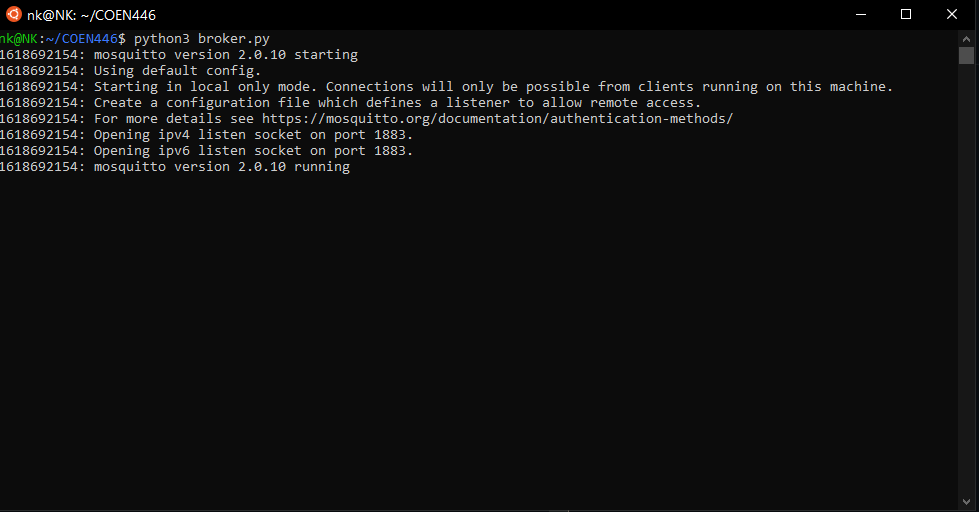 nk@NK: ~/COEN446
nk@NK:~/COEN446$ python3 broker.py
1618692154: mosquitto version 2.0.10 starting
1618692154: Using default config.
1618692154: Starting in local only mode. Connections will only be possible from clients running on this machine.
1618692154: Create a configuration file which defines a listener to allow remote access.
1618692154: For more details see https://mosquitto.org/documentation/authentication-methods/
1618692154: Opening ipv4 listen socket on port 1883.
1618692154: Opening ipv6 listen socket on port 1883.
1618692154: mosquitto version 2.0.10 running